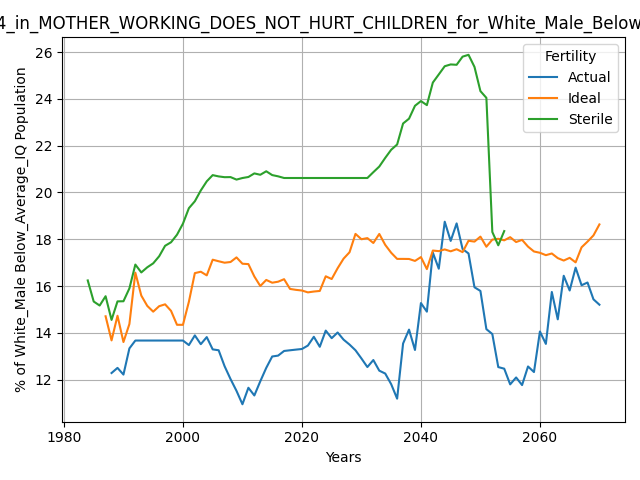 4_in_MOTHER_WORKING_DOES_NOT_HURT_CHILDREN_for_White_Male_Below
Fertility
Actual
Ideal
Sterile
% of White_Male Below_Average_IQ Population
26
24
22
20
18
16
14
12
1980 2000 2020 2040 2060
Years